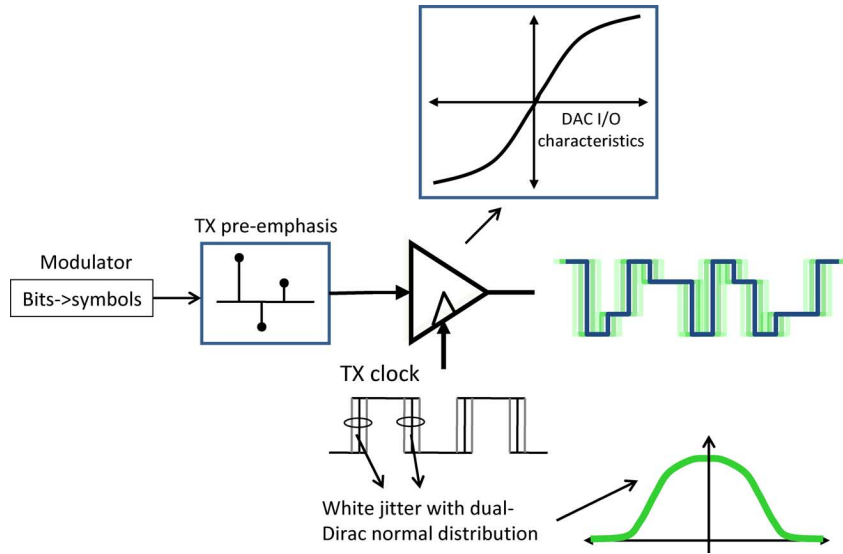 DAC I/O
characteristics
TX pre-emphasis
Modulator
Bits->symbols
TX clock
White jitter with dual-
Dirac normal distribution